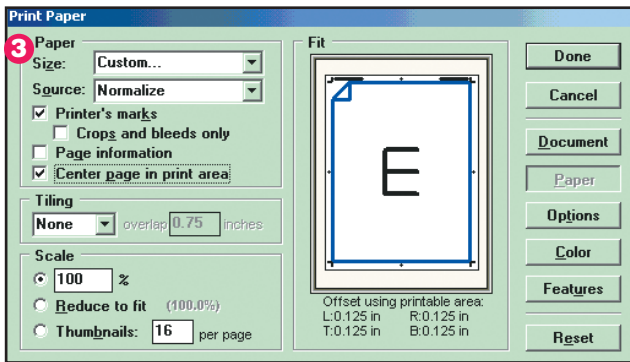 Print Paper
3
Paper
Size: Custom...
Source: Normalize
Printer's marks
Crops and bleeds only
Page information
Center page in print area
Tiling
None overlap 0.75 inches
Scale
100 %
Reduce to fit (100.0%)
Thumbnails: 16 per page
Fit
E
Offset using printable area:
L:0.125 in R:0.125 in
T:0.125 in B:0.125 in
Done
Cancel
Document
Paper
Options
Color
Features
Reset